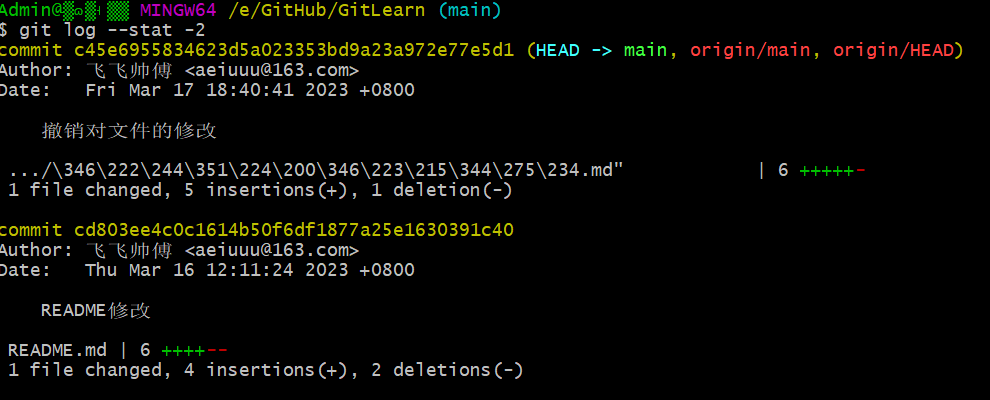 Admin@ MINGW64 /e/GitHub/GitLearn (main)
$ git log --stat -2
commit c45e6955834623d5a023353bd9a23a972e77e5d1 (HEAD -> main, origin/main, origin/HEAD)
Author: 飞飞帅傅 <aeiuuu@163.com>
Date:   Fri Mar 17 18:40:41 2023 +0800
撤销对文件的修改
.../\346\222\244\351\224\200\346\223\215\344\275\234.md" | 6 +++++-
1 file changed, 5 insertions(+), 1 deletion(-)
commit cd803ee4c0c1614b50f6df1877a25e1630391c40
Author: 飞飞帅傅 <aeiuuu@163.com>
Date:   Thu Mar 16 12:11:24 2023 +0800
README修改
README.md | 6 ++++--
1 file changed, 4 insertions(+), 2 deletions(-)